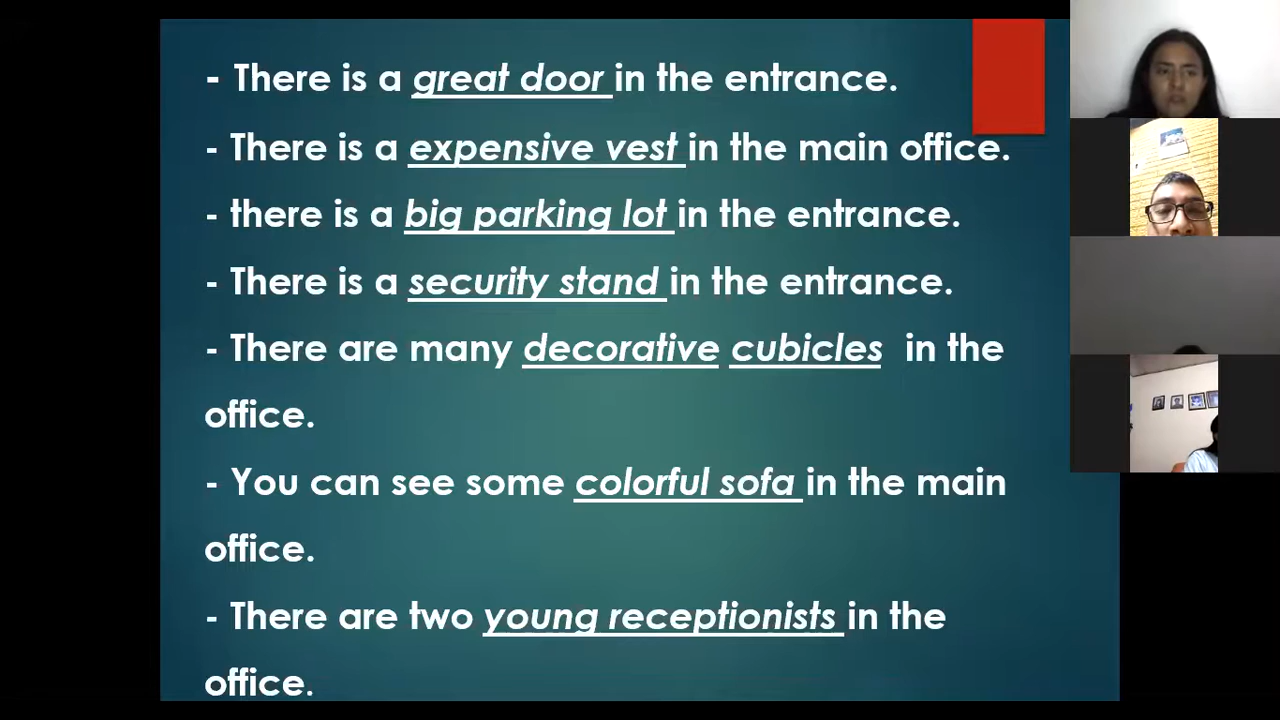 - There is a great door in the entrance.
- There is a expensive vest in the main office.
- there is a big parking lot in the entrance.
- There is a security stand in the entrance.
- There are many decorative cubicles in the
office.
- You can see some colorful sofa in the main
office.
- There are two young receptionists in the
office.